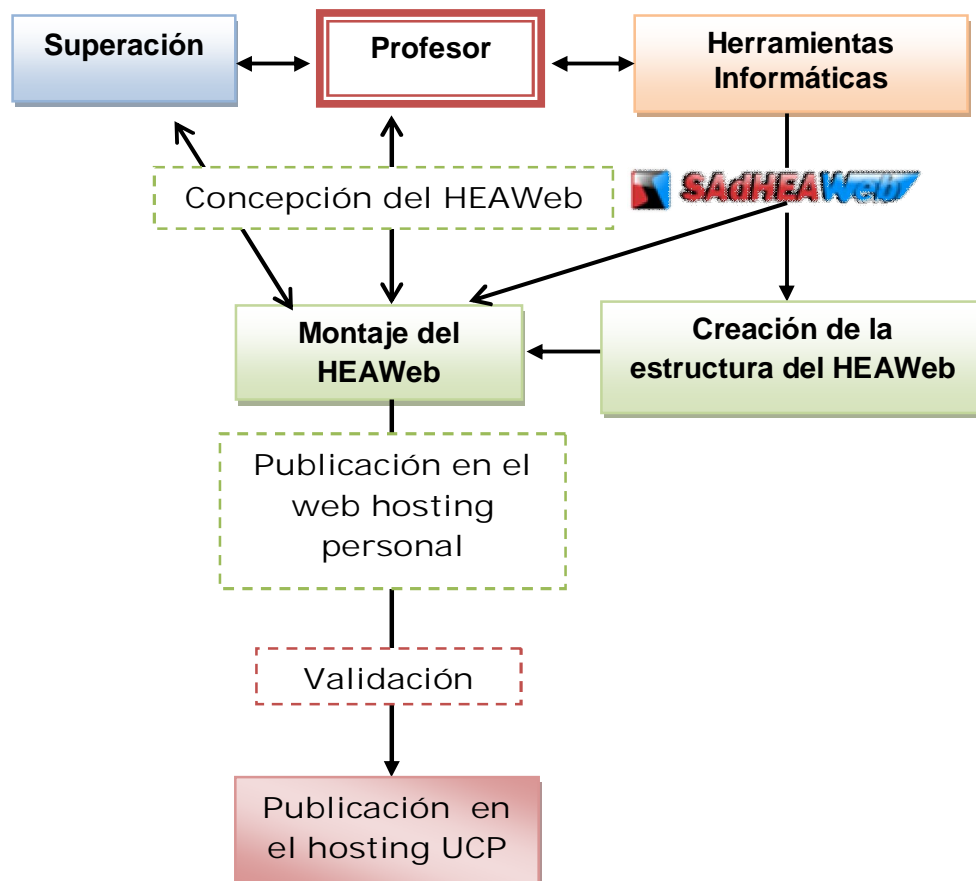 Superación
Profesor
Herramientas
Informáticas
Concepción del HEAWeb
SAdHEAWeb
Montaje del
HEAWeb
Creación de la
estructura del HEAWeb
Publicación en el
web hosting
personal
Validación
Publicación en
el hosting UCP